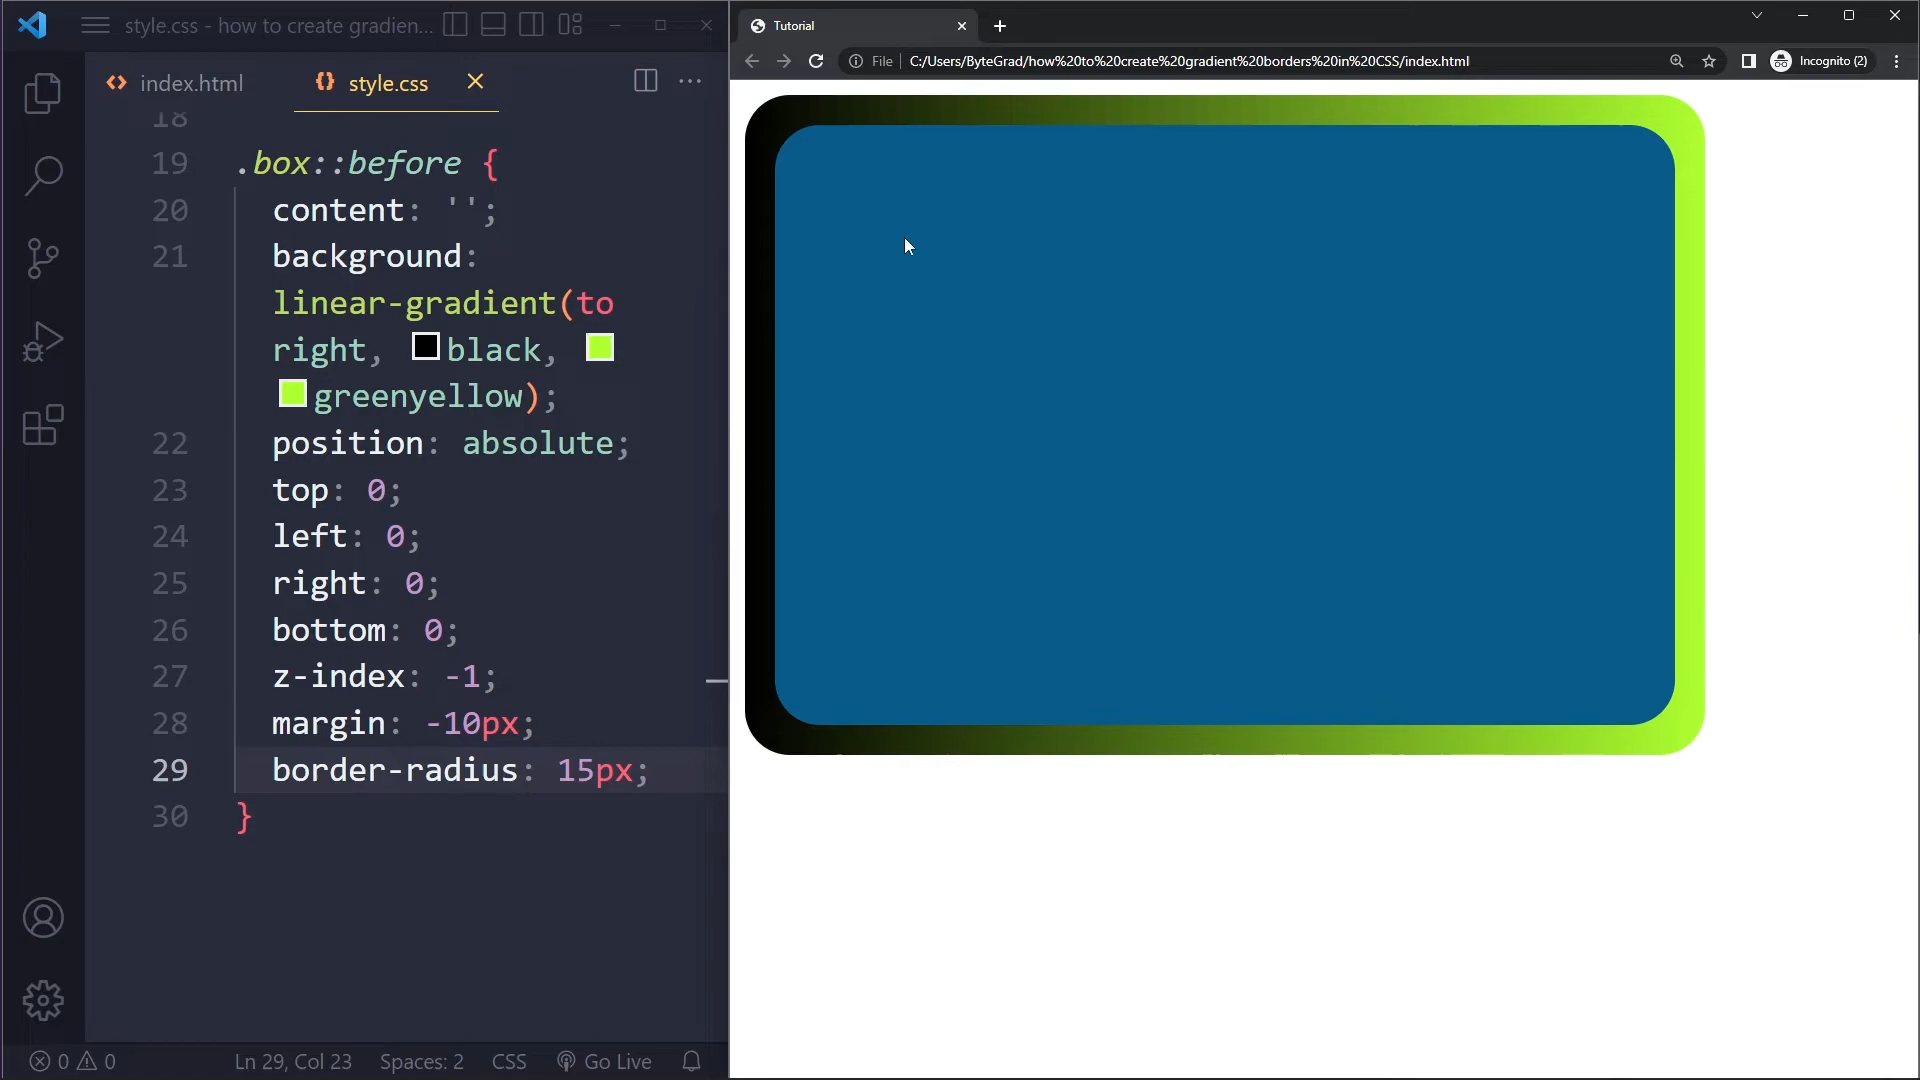 style.css - how to create gradien...
index.html
style.css
18
19 .box::before {
20 content: '';
21 background:
linear-gradient(to
right, black,
greenyellow);
22 position: absolute;
23 top: 0;
24 left: 0;
25 right: 0;
26 bottom: 0;
27 z-index: -1;
28 margin: -10px;
29 border-radius: 15px;
30 }
0 0 Ln 29, Col 23 Spaces: 2 CSS Go Live
Tutorial
File C:/Users/ByteGrad/how%20to%20create%20gradient%20borders%20in%20CSS/index.html Incognito (2)